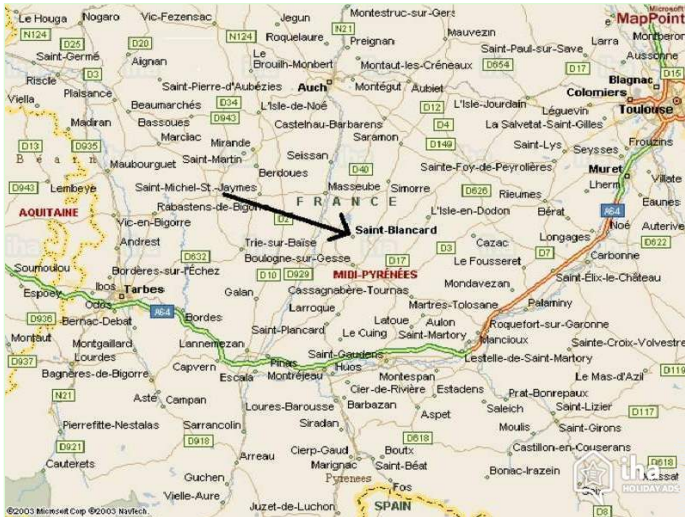 Le Houga
Nogaro
Vic-Fezensac
Jegun
Montestruc-sur-Gers
Microsoft
MapPoint
N124
D20
N124
Roquelaure
N21
Preignan
Mauvezin
Larra
Montberon
Saint-Germé
D25
Aignan
Le
Brouilh-Monbert
Montaut-les-Créneaux
Saint-Paul-sur-Save
D654
D17
Aussonne
Riscle
D3
Plaisance
Saint-Pierre-d'Aubézies
Auch
Montégut
Aubiet
Blagnac
D15
Colomiers
Viella
Beaumarchés
D34
L'Isle-de-Noé
D12
L'Isle-Jourdain
Léguevin
Toulouse
Madiran
Bassoues
D943
Castelnau-Barbarens
D4
La Salvetat-Saint-Gilles
Marciac
Mirande
Saramon
D149
Saint-Lys
Frouzins
D13
D935
Béarn
Maubourguet
Saint-Martin
Seissan
Seysses
Berdoues
D40
Sainte-Foy-de-Peyrolières
Muret
D943
Lembeye
Saint-Michel-St. Jaymes
Masseube
Simorre
D626
Rieumes
Lherm
Villate
AQUITAINE
Rabastens-de-Bigorre
FRANCE
L'Isle-en-Dodon
Bérat
A64
Eaunes
Vic-en-Bigorre
D2
Saint-Blancard
Noé
Auterive
Andrest
Trie-sur-Baïse
D3
Cazac
Longages
D622
Soumoulou
D632
Boulogne-sur-Gesse
D17
Le Fousseret
Carbonne
Bordères-sur-l'Échez
D10
D929
MIDI-PYRÉNÉES
Saint-Élix-le-Château
Espoey
Ibos
Tarbes
Galan
Cassagnabère-Tournas
Mondavezan
Odos
Larroque
Martres-Tolosane
Palaminy
D936
Bernac-Debat
A64
Bordes
Saint-Plancard
Latoue
Aulon
Roquefort-sur-Garonne
Montaut
Montgaillard
Lannemezan
Le Cuing
Saint-Martory
Mancioux
Sainte-Croix-Volvestre
D937
Lourdes
Capvern
Pinas
Saint-Gaudens
Lestelle-de-Saint-Martory
Bagnères-de-Bigorre
Escala
Montréjeau
Huos
Montespan
Le Mas-d'Azil
D119
N21
Asté
Campan
Cier-de-Rivière
Estadens
Prat-Bonrepaux
Loures-Barousse
Barbazan
Aspet
Saleich
Saint-Lizier
D117
Pierrefitte-Nestalas
Sarrancolin
Siradan
Moulis
Saint-Girons
D921
D918
D618
Castillon-en-Couserans
Cauterets
Arreau
Cierp-Gaud
Boutx
D618
Marignac
Saint-Béat
Bonac-Irazein
Guchen
Pyrenees
Fos
Vielle-Aure
Juzet-de-Luchon
SPAIN
D8
iha
HOLIDAY ADS
©2003 Microsoft Corp ©2003 Navtech.